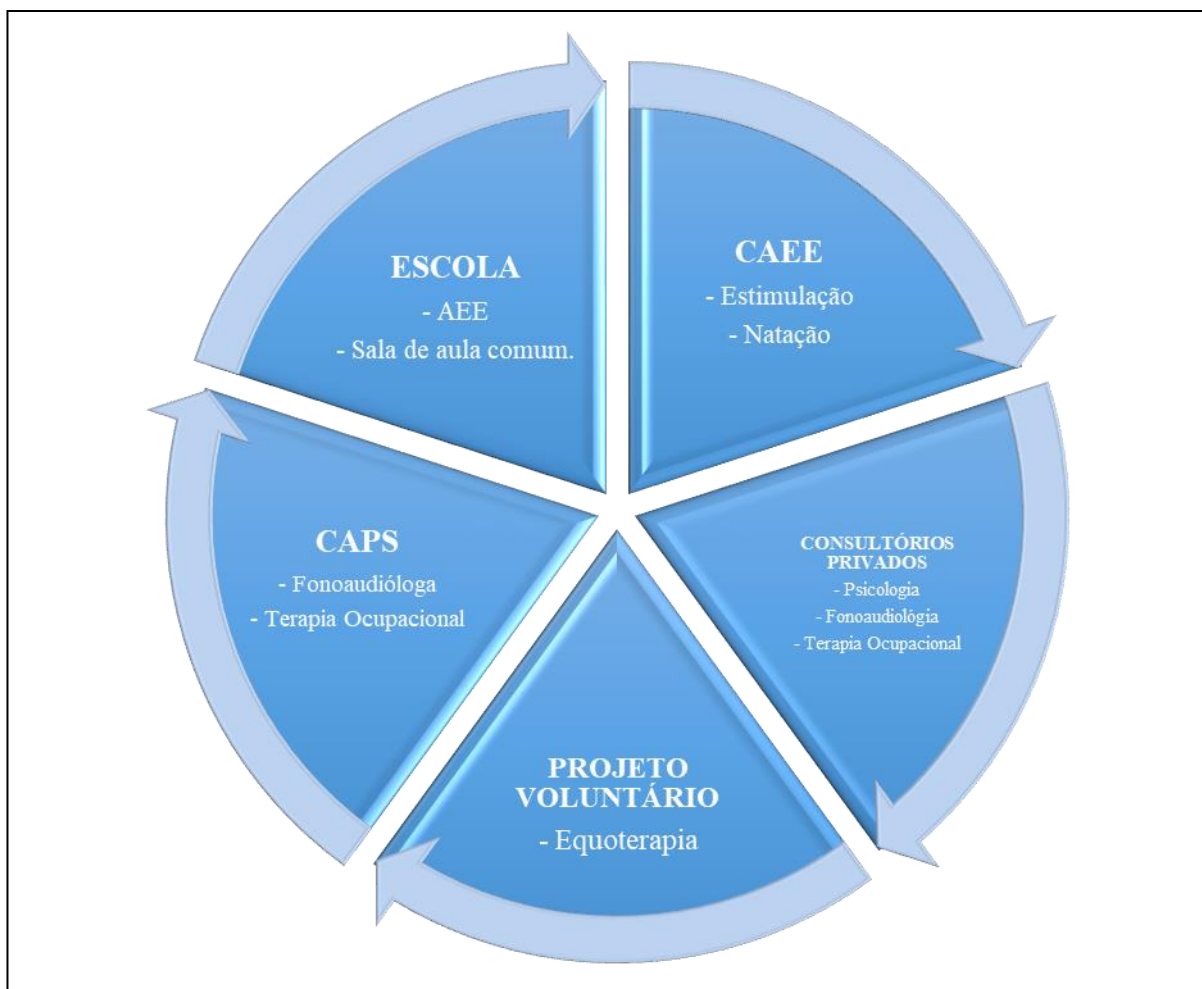 ESCOLA
- AEE
- Sala de aula comum.
CAEE
- Estimulação
- Natação
CONSULTÓRIOS
PRIVADOS
- Psicologia
- Fonoaudiológia
- Terapia Ocupacional
PROJETO
VOLUNTÁRIO
- Equoterapia
CAPS
- Fonoaudióloga
- Terapia Ocupacional